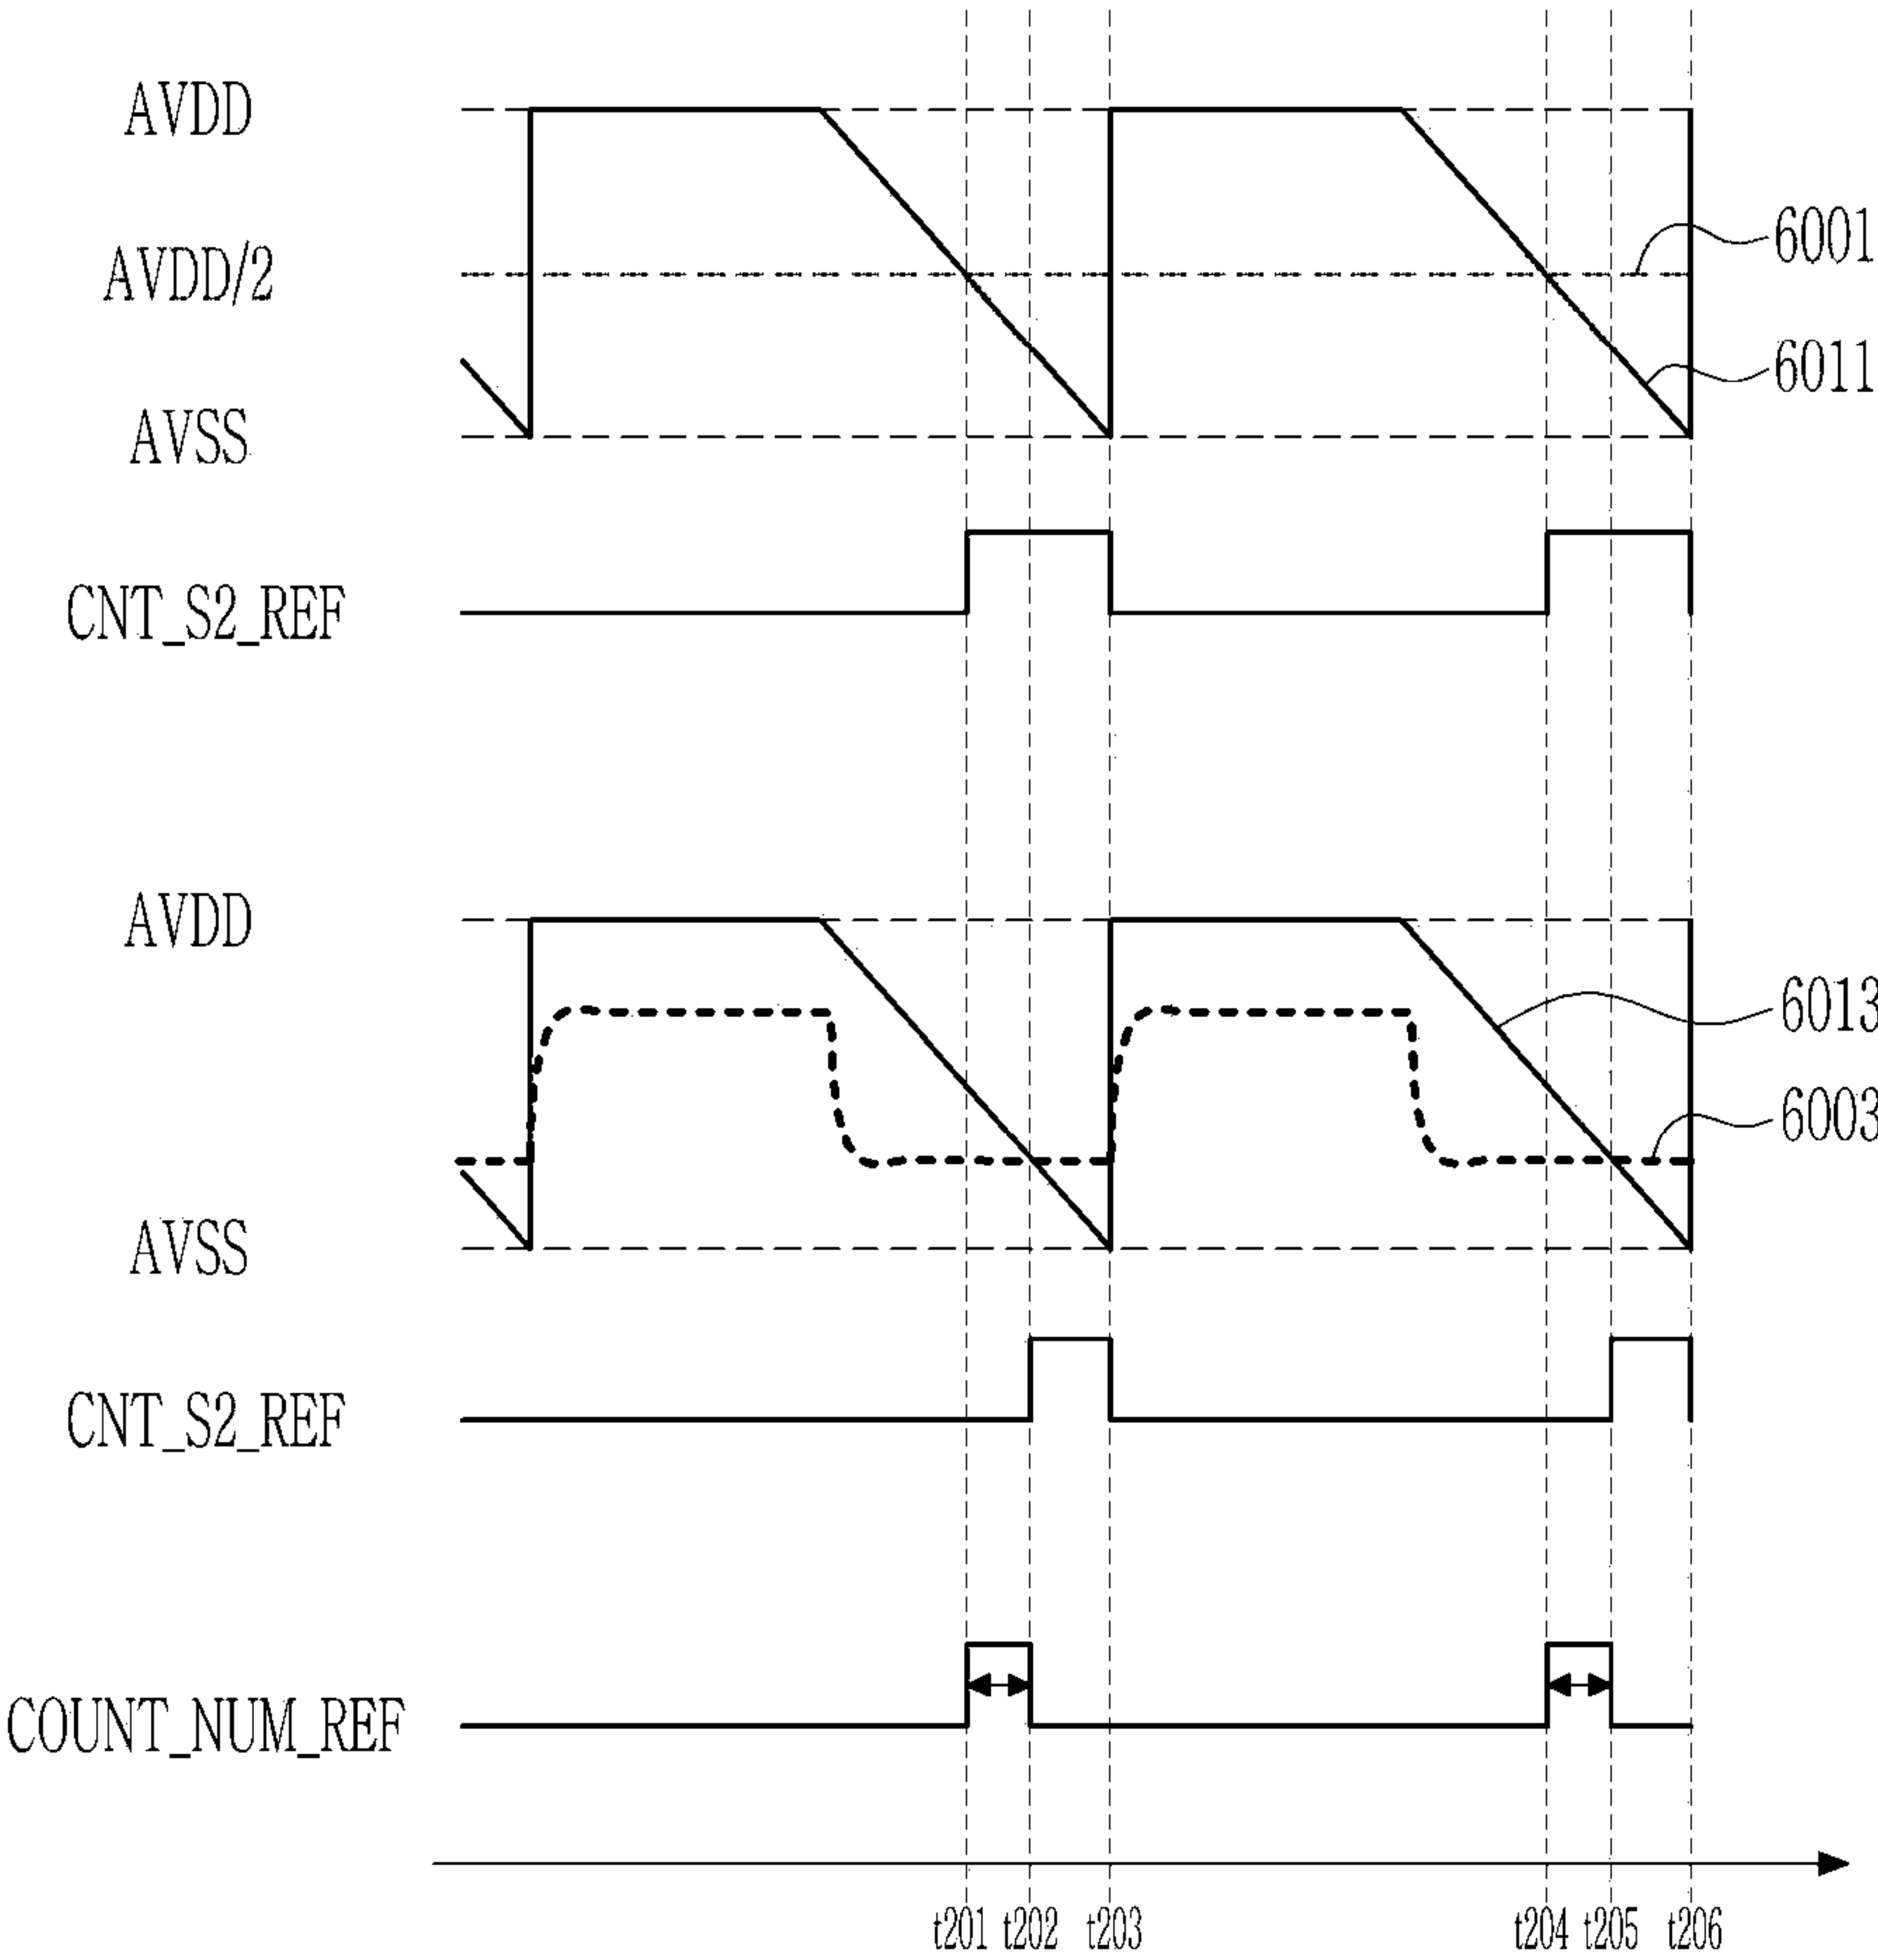 AVDD
AVDD/2
6001
6011
AVSS
CNT_S2_REF
AVDD
6013
6003
AVSS
CNT_S2_REF
COUNT_NUM_REF
t201 t202 t203 t204 t205 t206